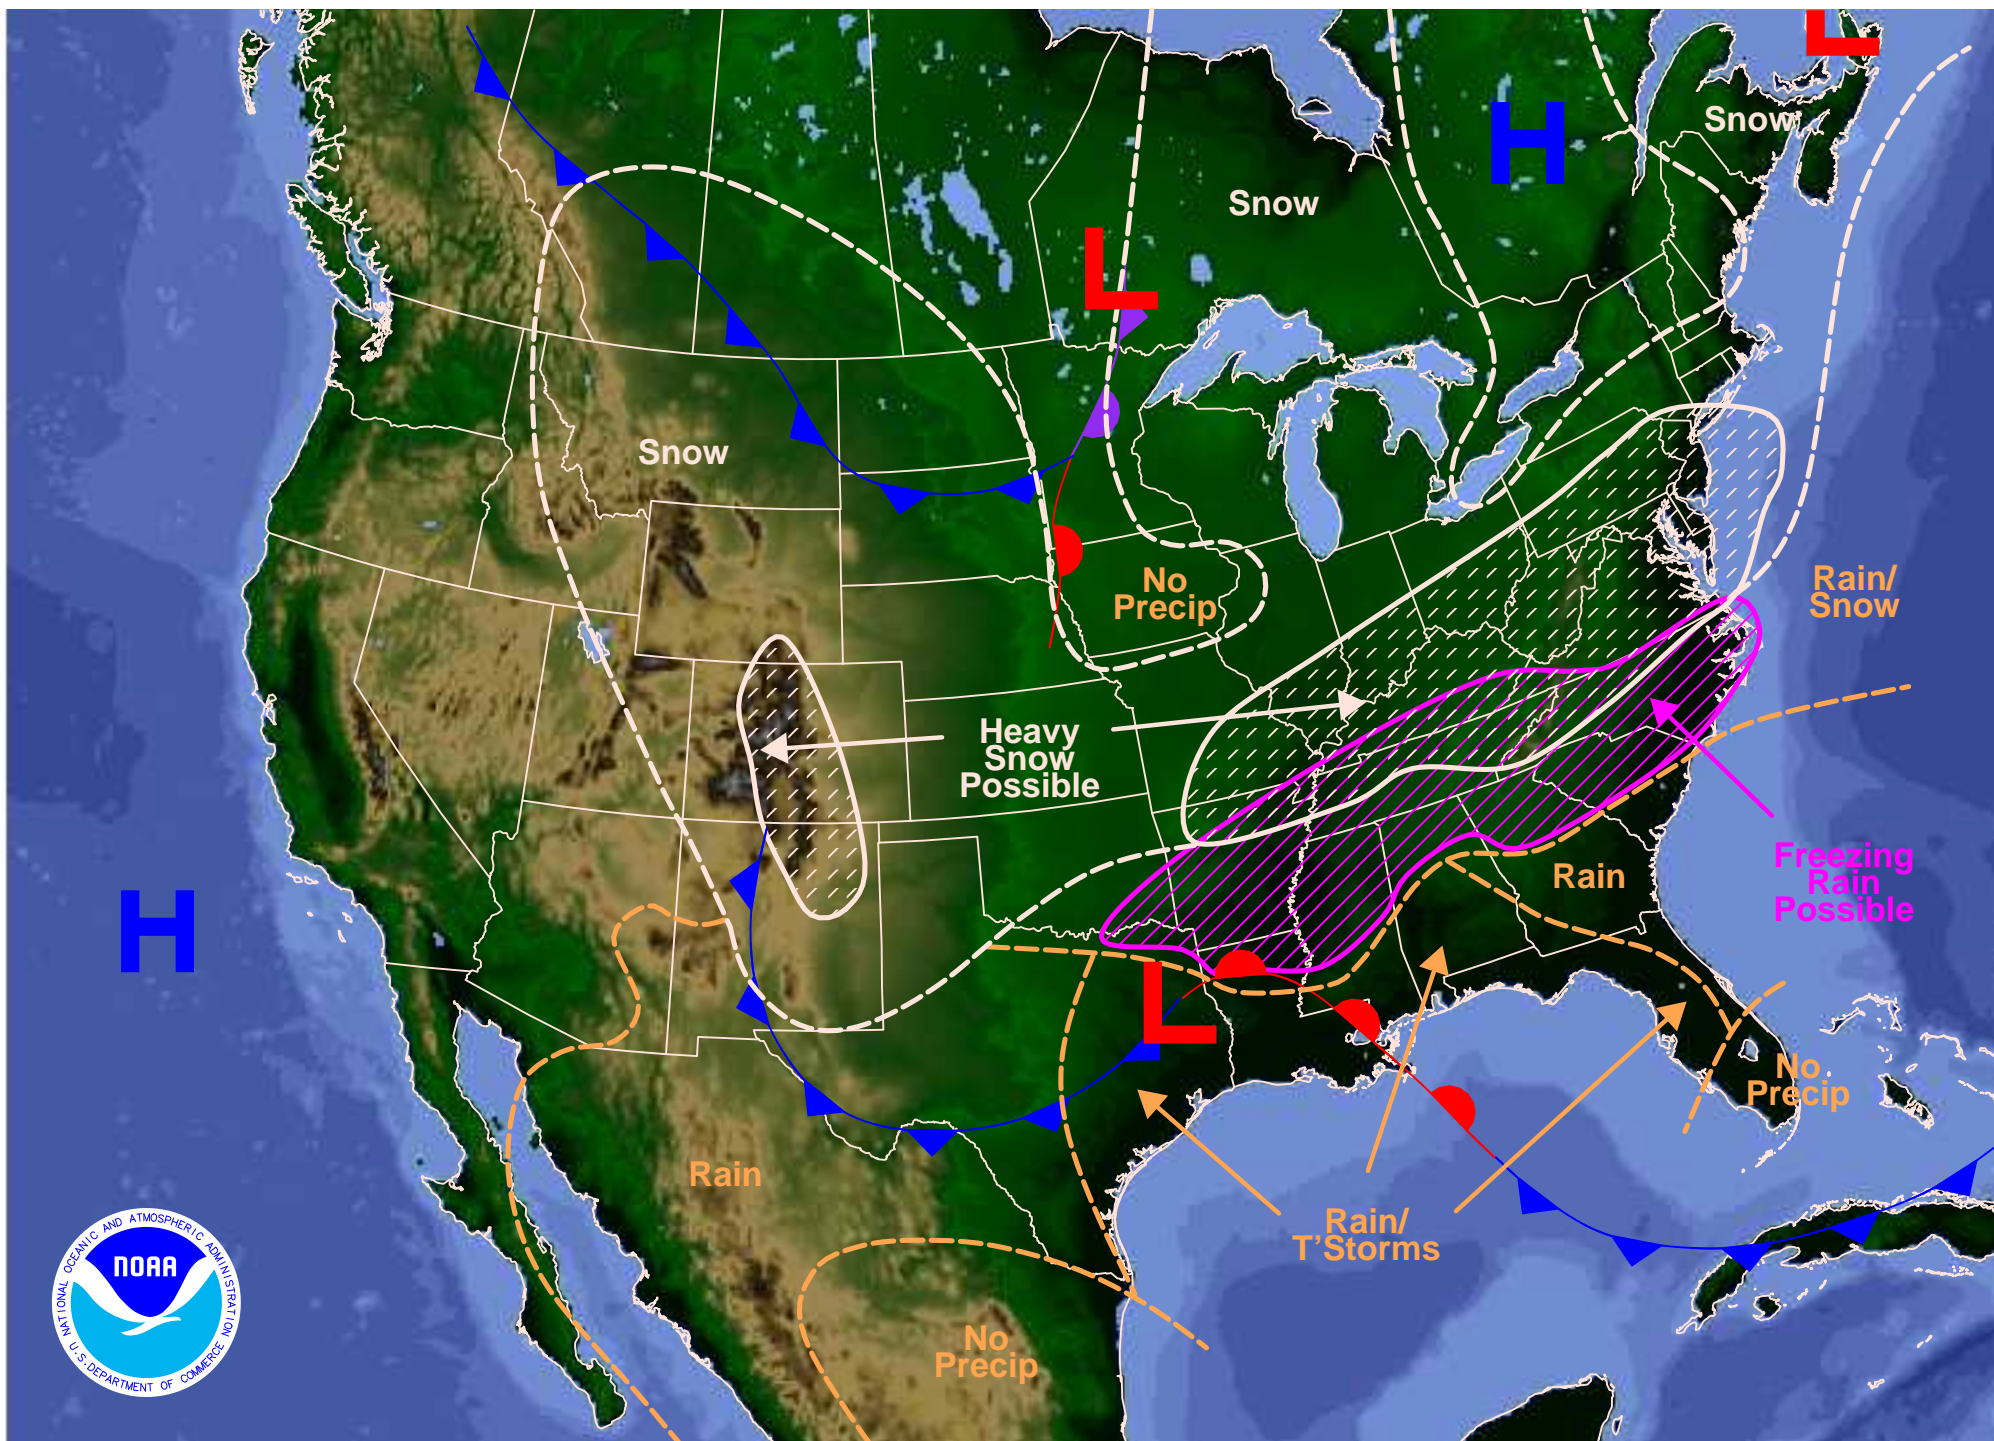 L
Snow
H
Snow
L
Snow
No
Precip
Rain/
Snow
Heavy
Snow
Possible
Freezing
Rain
Possible
Rain
H
L
No
Precip
Rain
Rain/
T'Storms
No
Precip
NATIONAL OCEANIC AND ATMOSPHERIC ADMINISTRATION
NOAA
U.S. DEPARTMENT OF COMMERCE